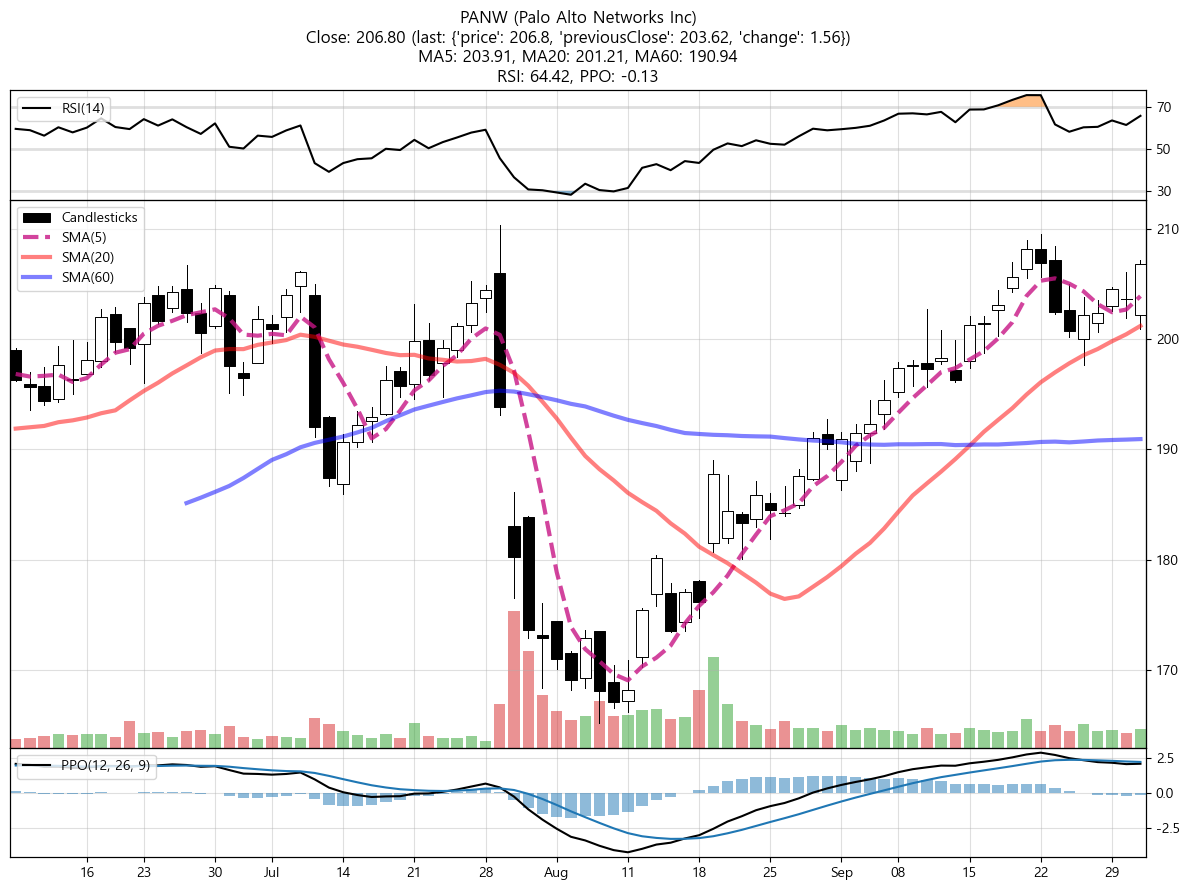 PANW (Palo Alto Networks Inc)
Close: 206.80 (last: {'price': 206.8, 'previousClose': 203.62, 'change': 1.56})
MA5: 203.91, MA20: 201.21, MA60: 190.94
RSI: 64.42, PPO: -0.13
RSI(14)
70
50
30
Candlesticks
SMA(5)
SMA(20)
SMA(60)
210
200
190
180
170
PPO(12, 26, 9)
2.5
0.0
−2.5
16 23 30 Jul 14 21 28 Aug 11 18 25 Sep 08 15 22 29